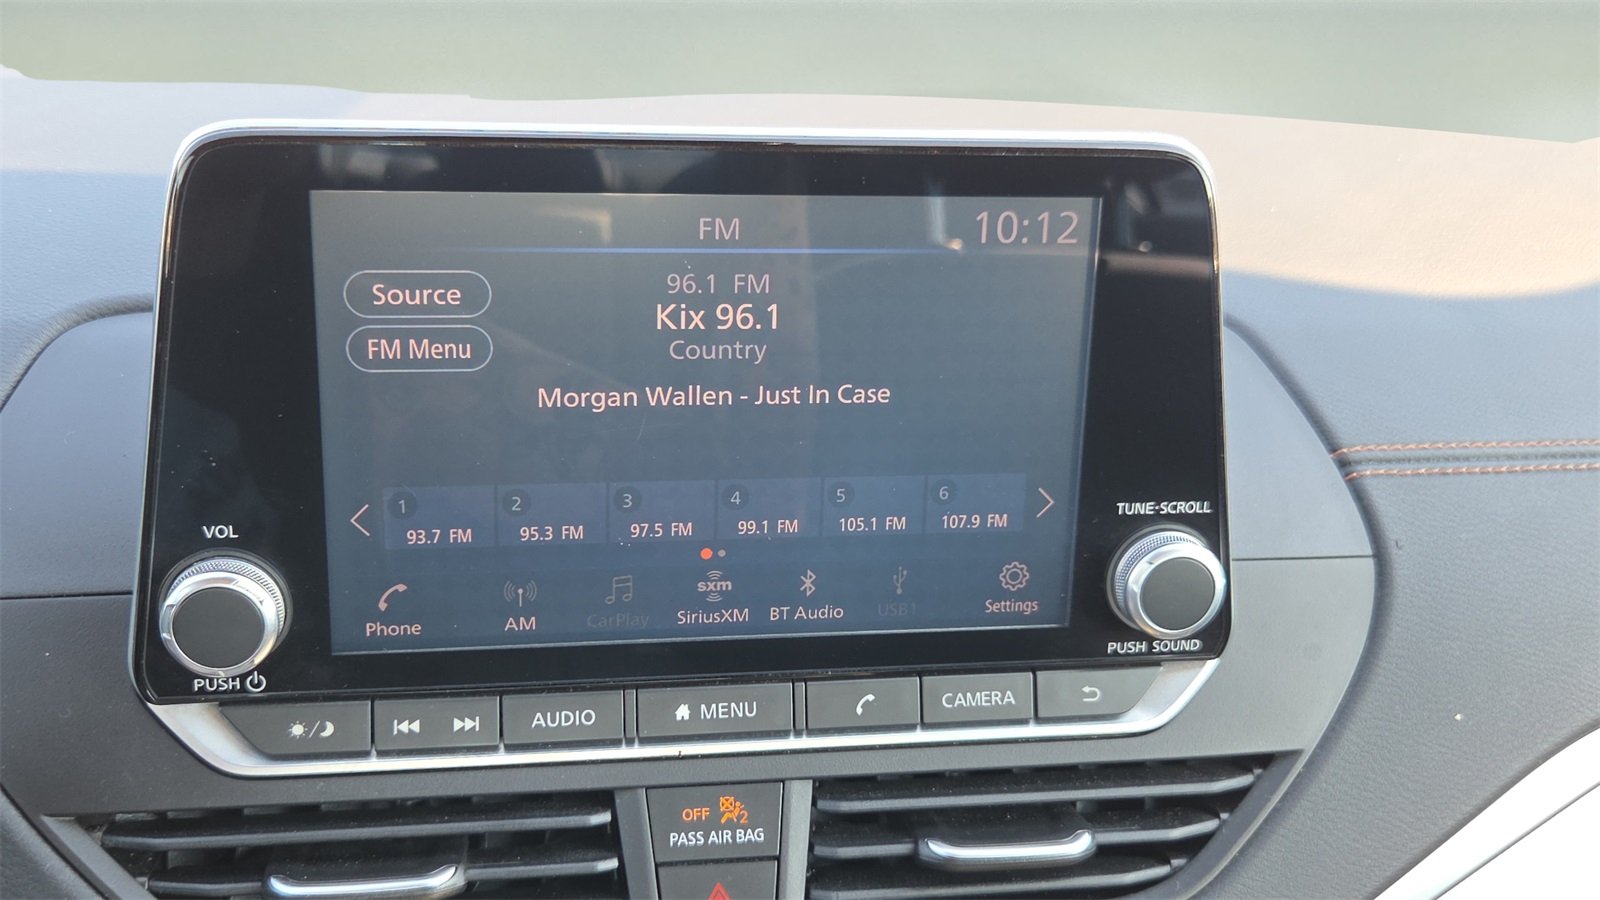 FM
10:12
Source
FM Menu
96.1 FM
Kix 96.1
Country
Morgan Wallen - Just In Case
1
93.7 FM
2
95.3 FM
3
97.5 FM
4
99.1 FM
5
105.1 FM
6
107.9 FM
Phone
AM
CarPlay
sxm
SiriusXM
BT Audio
USB1
Settings
VOL
PUSH
TUNE·SCROLL
PUSH SOUND
AUDIO
MENU
CAMERA
OFF
2
PASS AIR BAG